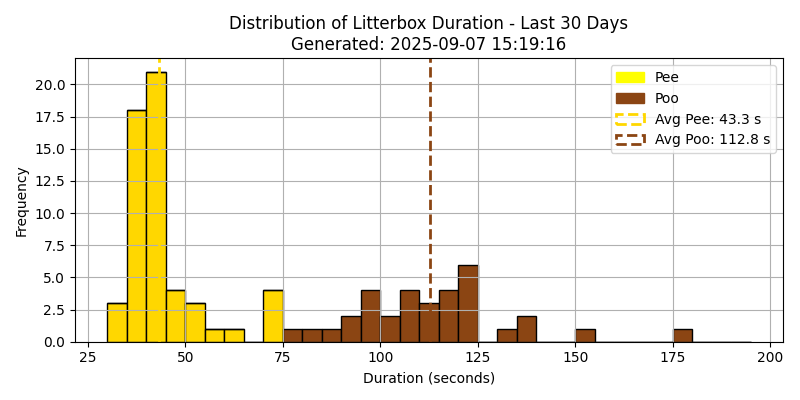 Distribution of Litterbox Duration - Last 30 Days
Generated: 2025-09-07 15:19:16
Pee
Poo
Avg Pee: 43.3 s
Avg Poo: 112.8 s
Frequency
20.0
17.5
15.0
12.5
10.0
7.5
5.0
2.5
0.0
25
50
75
100
125
150
175
200
Duration (seconds)